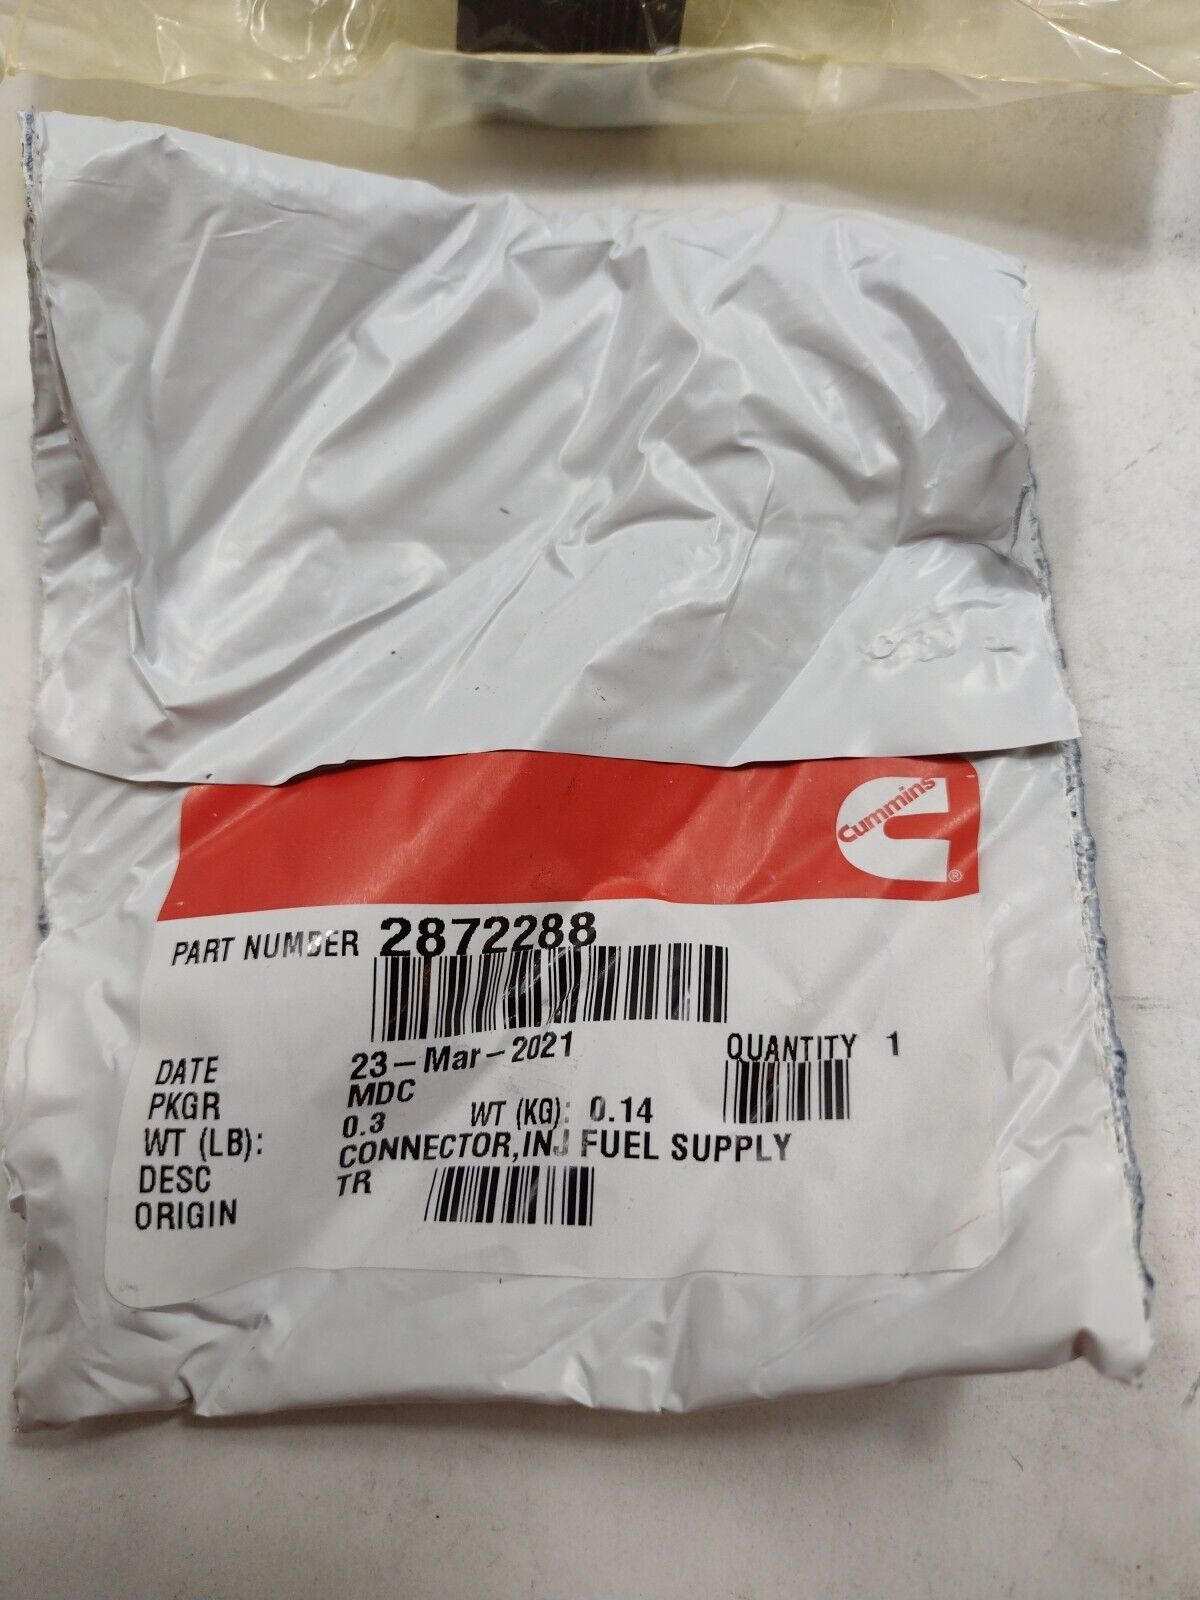 Cummins
®
PART NUMBER 2872288
DATE 23-Mar-2021 QUANTITY 1
PKGR MDC
WT (LB): 0.3 WT (KG): 0.14
DESC CONNECTOR,INJ FUEL SUPPLY
ORIGIN TR